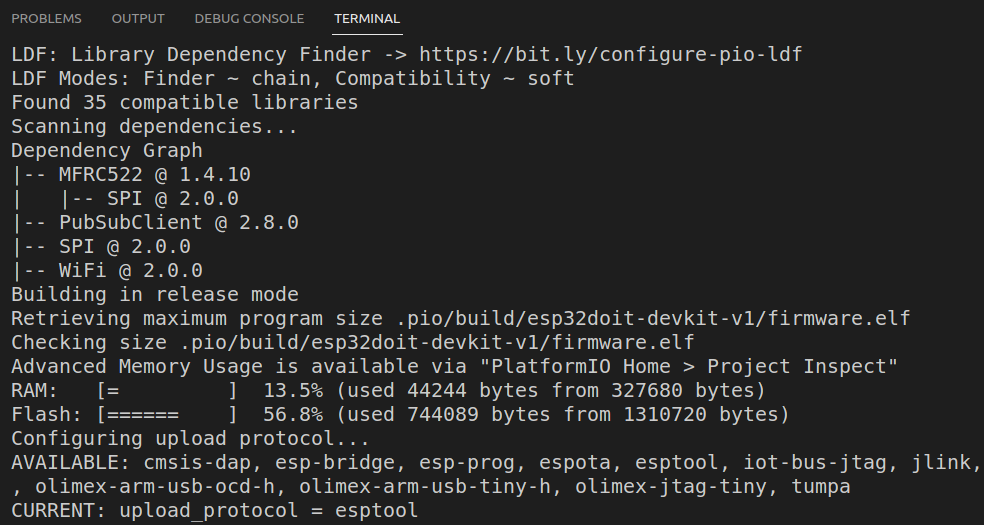 PROBLEMS OUTPUT DEBUG CONSOLE TERMINAL
LDF: Library Dependency Finder -> https://bit.ly/configure-pio-ldf
LDF Modes: Finder ~ chain, Compatibility ~ soft
Found 35 compatible libraries
Scanning dependencies...
Dependency Graph
|-- MFRC522 @ 1.4.10
|   |-- SPI @ 2.0.0
|-- PubSubClient @ 2.8.0
|-- SPI @ 2.0.0
|-- WiFi @ 2.0.0
Building in release mode
Retrieving maximum program size .pio/build/esp32doit-devkit-v1/firmware.elf
Checking size .pio/build/esp32doit-devkit-v1/firmware.elf
Advanced Memory Usage is available via "PlatformIO Home > Project Inspect"
RAM:   [=         ]  13.5% (used 44244 bytes from 327680 bytes)
Flash: [======    ]  56.8% (used 744089 bytes from 1310720 bytes)
Configuring upload protocol...
AVAILABLE: cmsis-dap, esp-bridge, esp-prog, espota, esptool, iot-bus-jtag, jlink,
, olimex-arm-usb-ocd-h, olimex-arm-usb-tiny-h, olimex-jtag-tiny, tumpa
CURRENT: upload_protocol = esptool